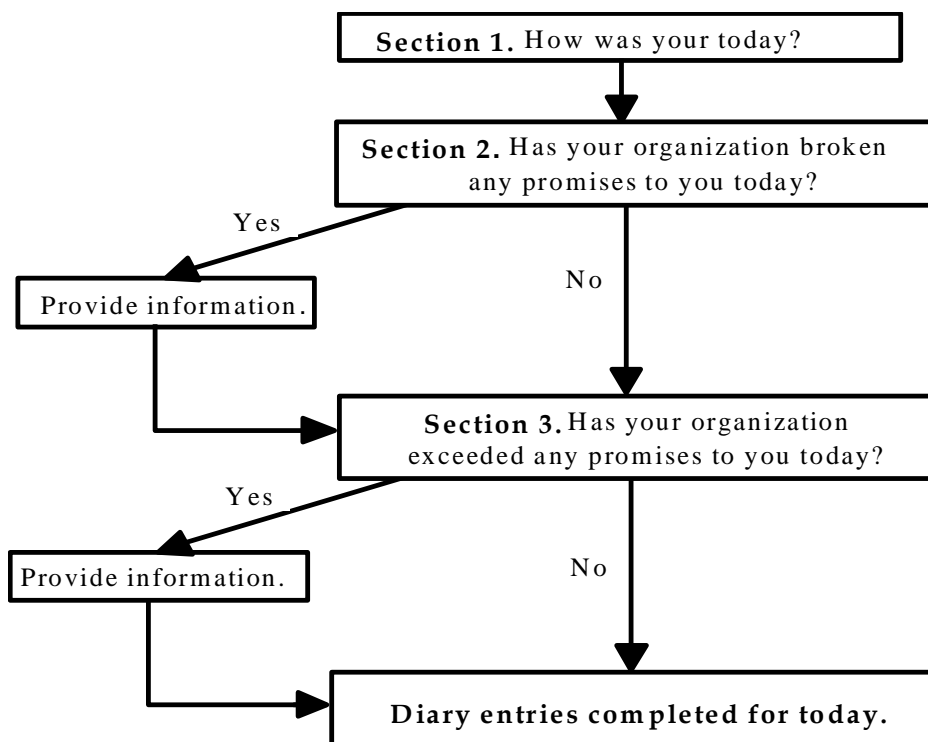 Section 1. How was your today?
Section 2. Has your organization broken
any promises to you today?
Yes
No
Provide information.
Section 3. Has your organization
exceeded any promises to you today?
Yes
No
Provide information.
Diary entries completed for today.